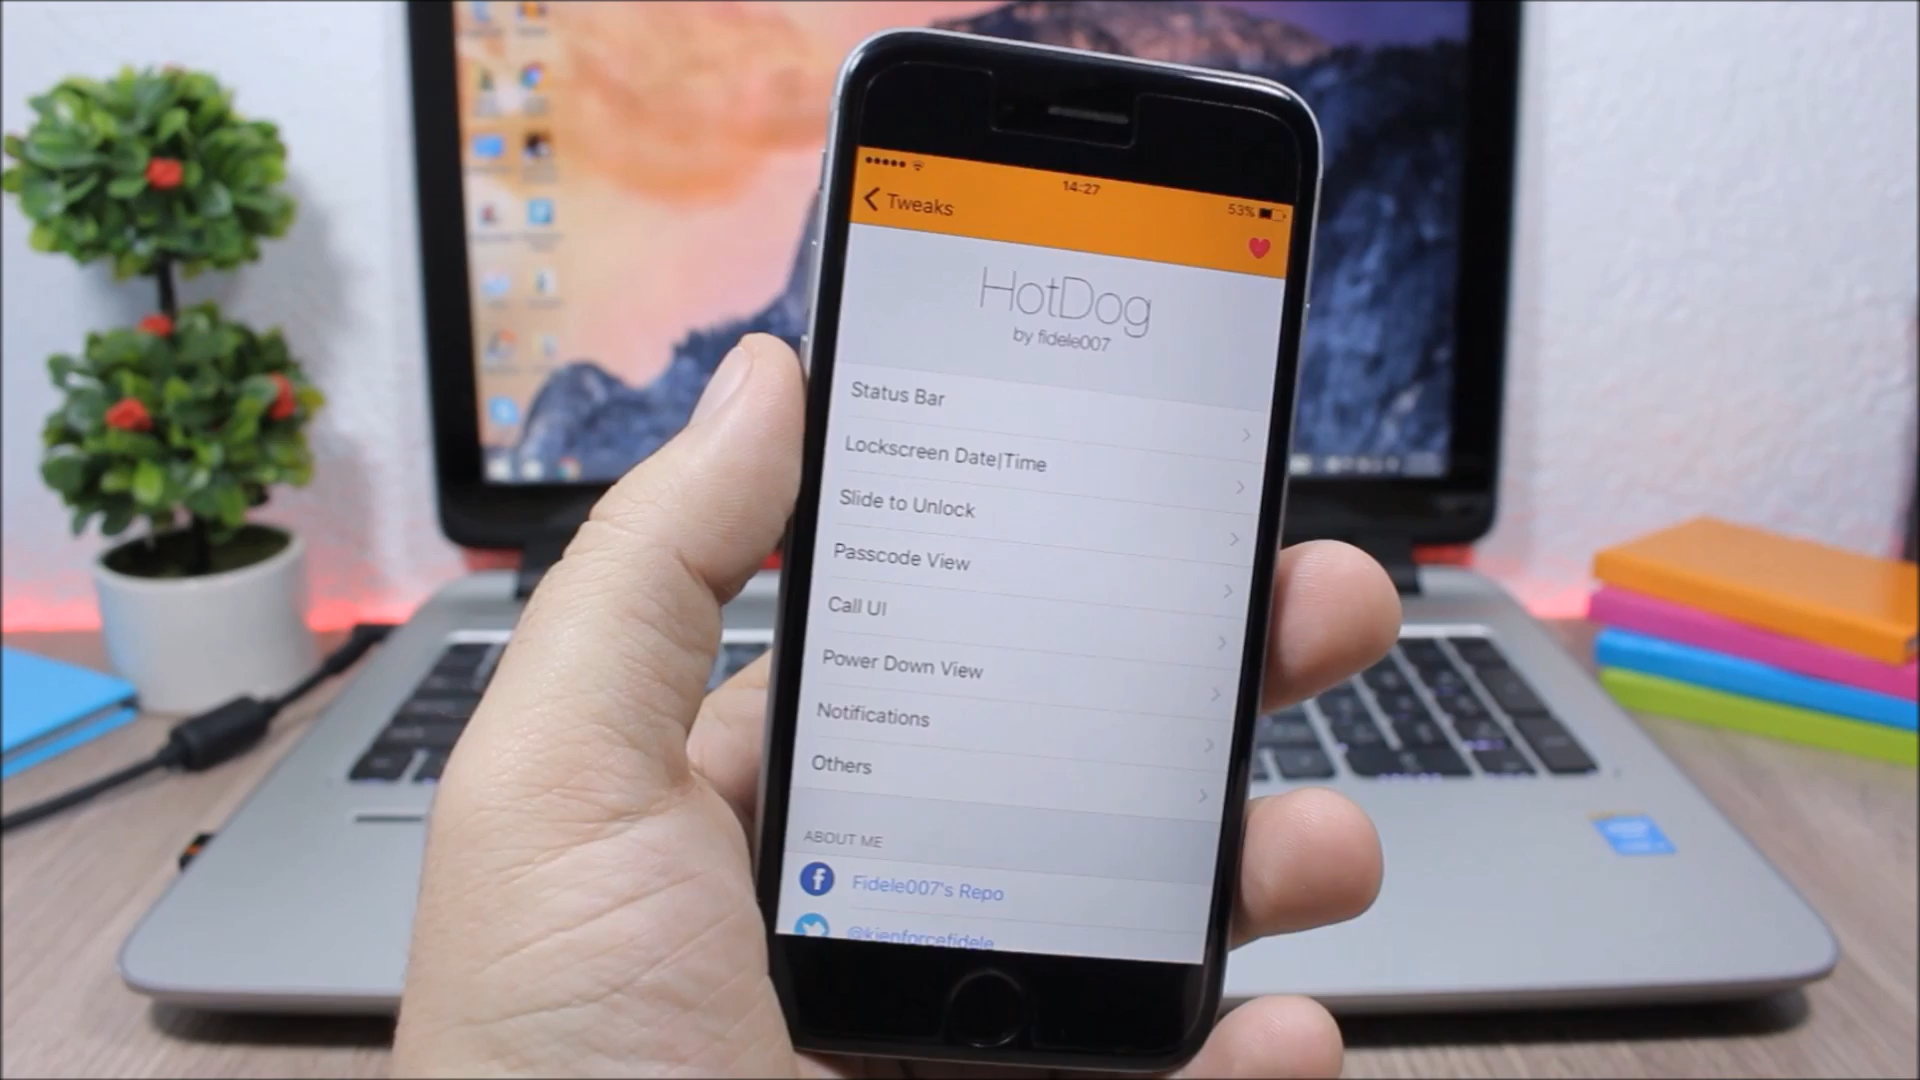 14:27
53%
Tweaks
HotDog
by fidele007
Status Bar
Lockscreen Date|Time
Slide to Unlock
Passcode View
Call UI
Power Down View
Notifications
Others
ABOUT ME
Fidele007's Repo
@kienforcefidele